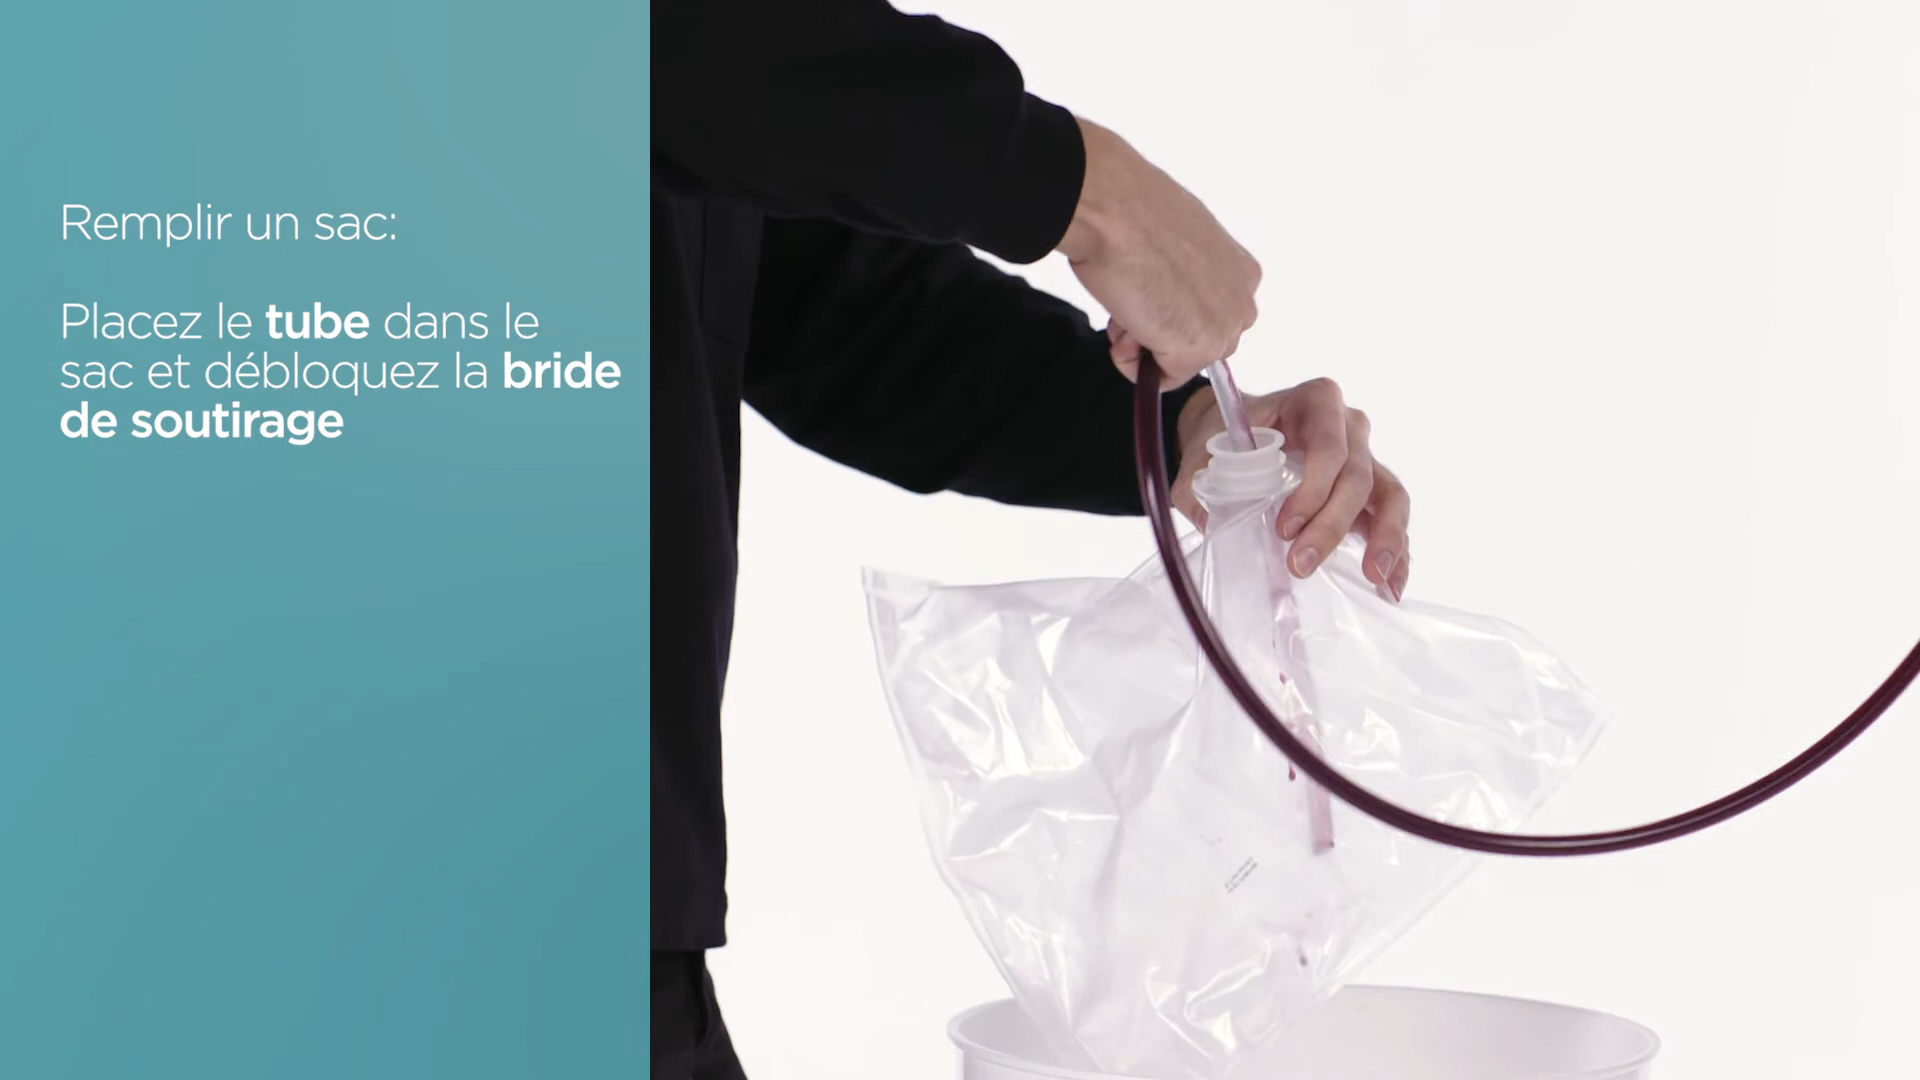 Remplir un sac:
Placez le tube dans le
sac et débloquez la bride
de soutirage